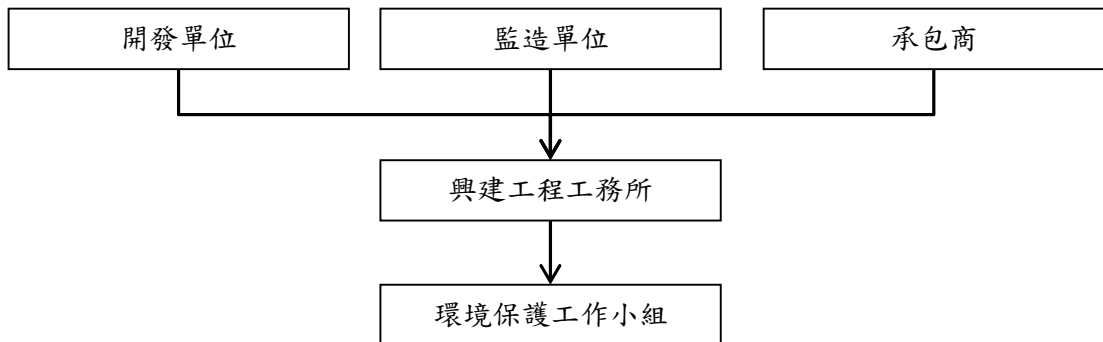 開發單位
監造單位
承包商
興建工程工務所
環境保護工作小組